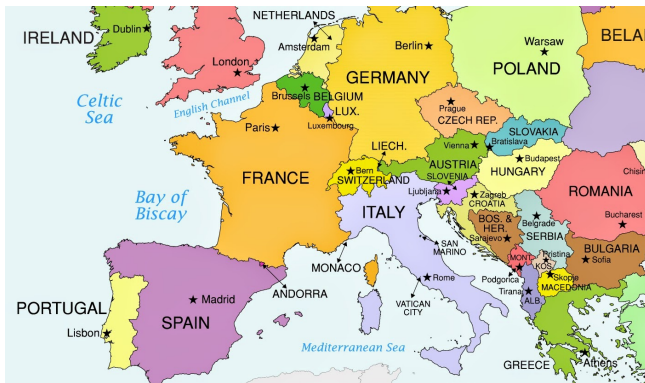 NETHERLANDS
IRELAND
Dublin
Amsterdam
Berlin
Warsaw
BELA
London
GERMANY
POLAND
Celtic
Sea
English Channel
Brussels
BELGIUM
LUX.
Luxembourg
Prague
CZECH REP.
Paris
SLOVAKIA
Bratislava
Vienna
LIECH.
Budapest
AUSTRIA
HUNGARY
Chisin
Bern
SWITZERLAND
SLOVENIA
FRANCE
Ljubljana
Zagreb
CROATIA
ROMANIA
Bay of
Biscay
ITALY
BOS. &
HER.
Belgrade
Bucharest
Sarajevo
SERBIA
SAN
MARINO
BULGARIA
MONACO
MONT.
Pristina
KOS.
Sofia
ANDORRA
Rome
Podgorica
Skopje
MACEDONIA
Tirana
ALB.
PORTUGAL
Madrid
VATICAN
CITY
SPAIN
Lisbon
Mediterranean Sea
GREECE
Athens